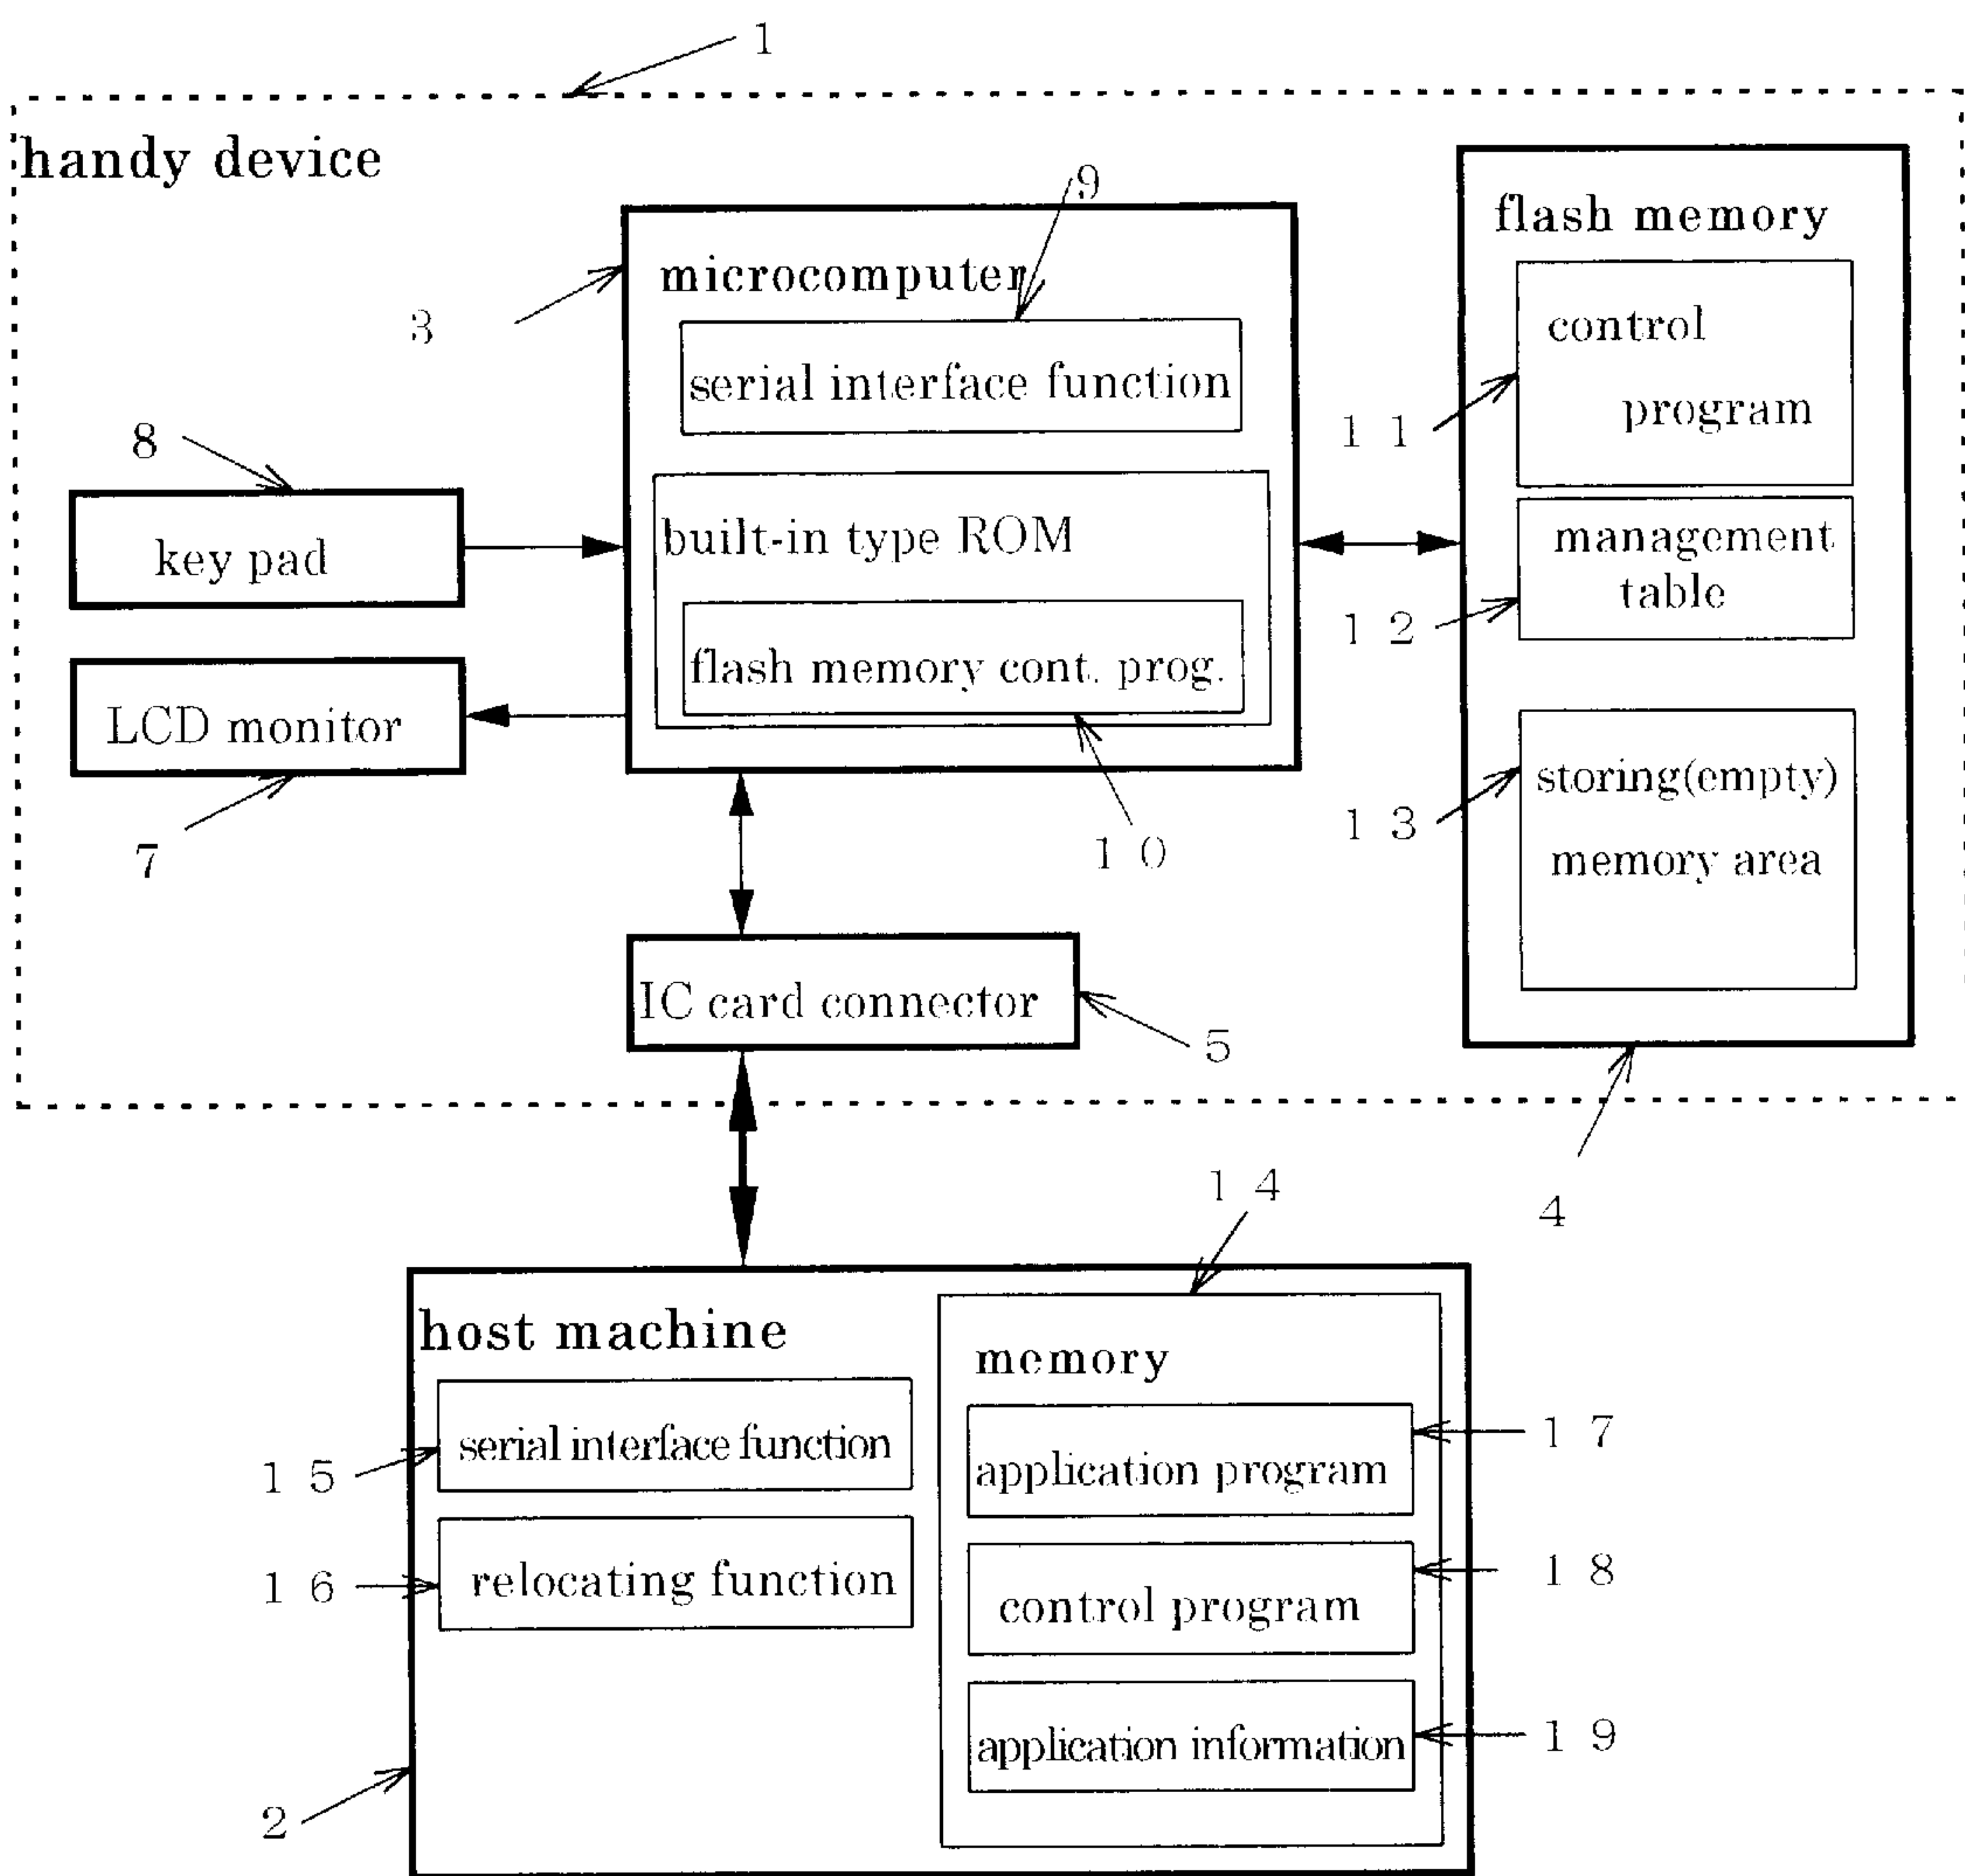 1
handy device
9
flash memory
microcomputer
3
control
serial interface function
program
1 1
8
built-in type ROM
management
key pad
table
1 2
flash memory cont. prog.
LCD monitor
storing(empty)
1 3
7
1 0
memory area
IC card connector
5
1 4
4
host machine
memory
serial interface function
1 7
application program
1 5
relocating function
1 6
1 8
control program
application information
1 9
2